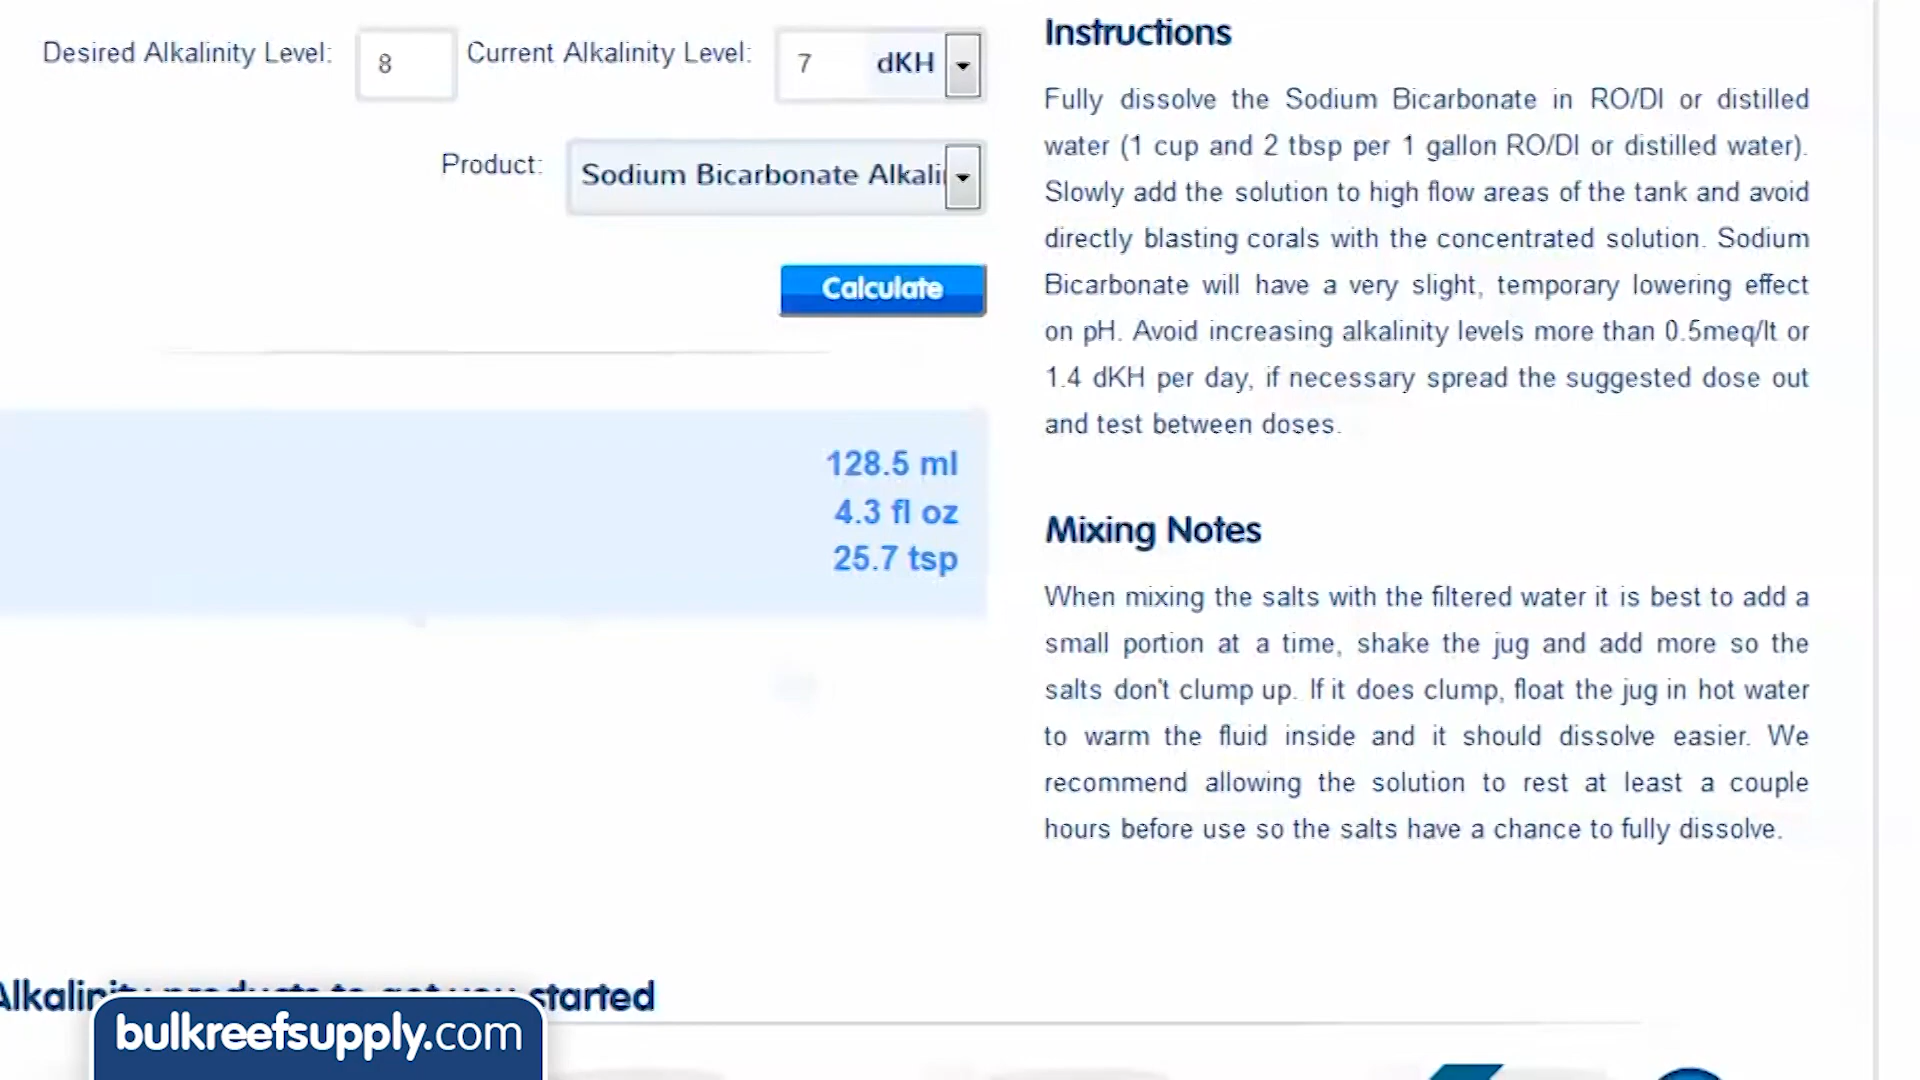 Desired Alkalinity Level: 8 Current Alkalinity Level: 7 dKH
Product: Sodium Bicarbonate Alkali
Calculate
128.5 ml
4.3 fl oz
25.7 tsp
Instructions
Fully dissolve the Sodium Bicarbonate in RO/DI or distilled
water (1 cup and 2 tbsp per 1 gallon RO/DI or distilled water).
Slowly add the solution to high flow areas of the tank and avoid
directly blasting corals with the concentrated solution. Sodium
Bicarbonate will have a very slight, temporary lowering effect
on pH. Avoid increasing alkalinity levels more than 0.5meq/lt or
1.4 dKH per day, if necessary spread the suggested dose out
and test between doses.
Mixing Notes
When mixing the salts with the filtered water it is best to add a
small portion at a time, shake the jug and add more so the
salts don't clump up. If it does clump, float the jug in hot water
to warm the fluid inside and it should dissolve easier. We
recommend allowing the solution to rest at least a couple
hours before use so the salts have a chance to fully dissolve.
Alkalinity products to get you started
bulkreefsupply.com